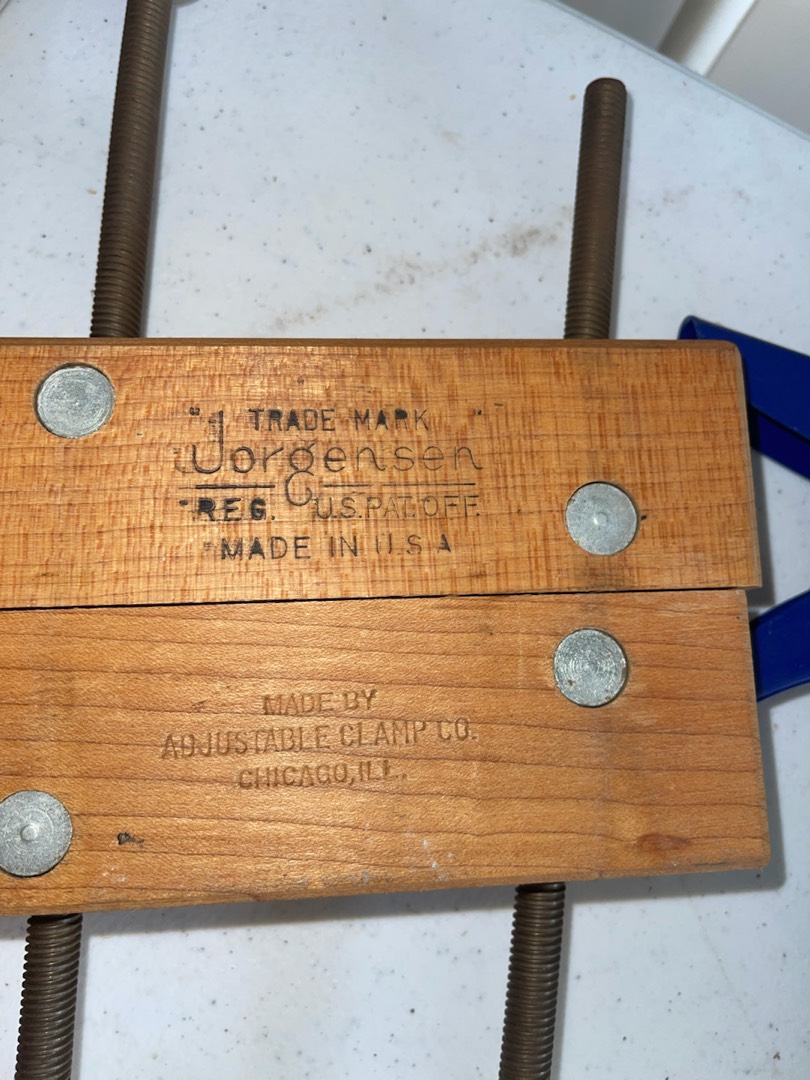 "TRADE MARK"
Jorgensen
REG. U.S. PAT. OFF.
MADE IN U.S.A
MADE BY
ADJUSTABLE CLAMP CO.
CHICAGO, ILL.